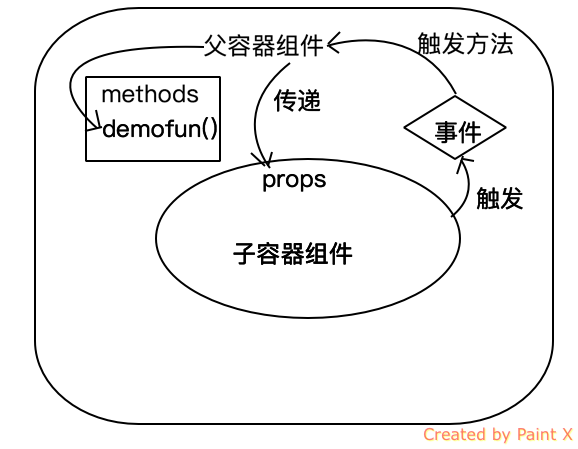 父容器组件
触发方法
methods
传递
demofun()
事件
props
触发
子容器组件
Created by Paint X